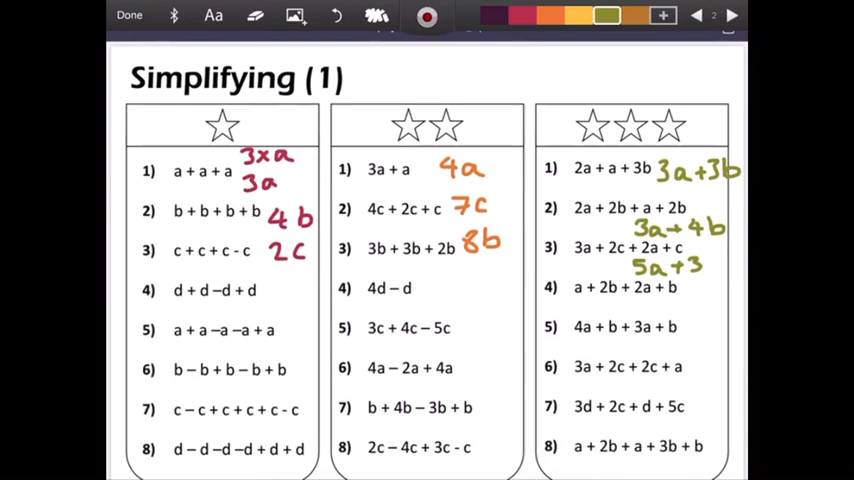 Done Aa 2
Simplifying (1)
1) a + a + a 3xa
3a
2) b + b + b + b 4b
3) c + c + c - c 2c
4) d + d –d + d
5) a + a –a –a + a
6) b – b + b – b + b
7) c – c + c + c + c - c
8) d – d –d –d + d + d
1) 3a + a 4a
2) 4c + 2c + c 7c
3) 3b + 3b + 2b 8b
4) 4d – d
5) 3c + 4c – 5c
6) 4a – 2a + 4a
7) b + 4b – 3b + b
8) 2c – 4c + 3c - c
1) 2a + a + 3b 3a+3b
2) 2a + 2b + a + 2b
3a+4b
3) 3a + 2c + 2a + c
5a+3
4) a + 2b + 2a + b
5) 4a + b + 3a + b
6) 3a + 2c + 2c + a
7) 3d + 2c + d + 5c
8) a + 2b + a + 3b + b